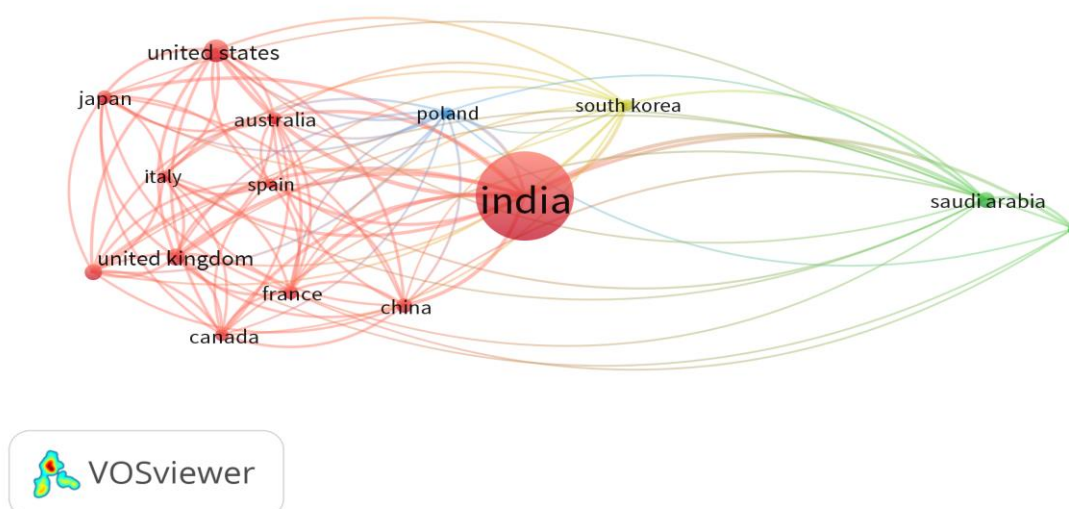 united states
japan
australia
poland
south korea
italy
spain
india
saudi arabia
united kingdom
france
china
canada
VOSviewer